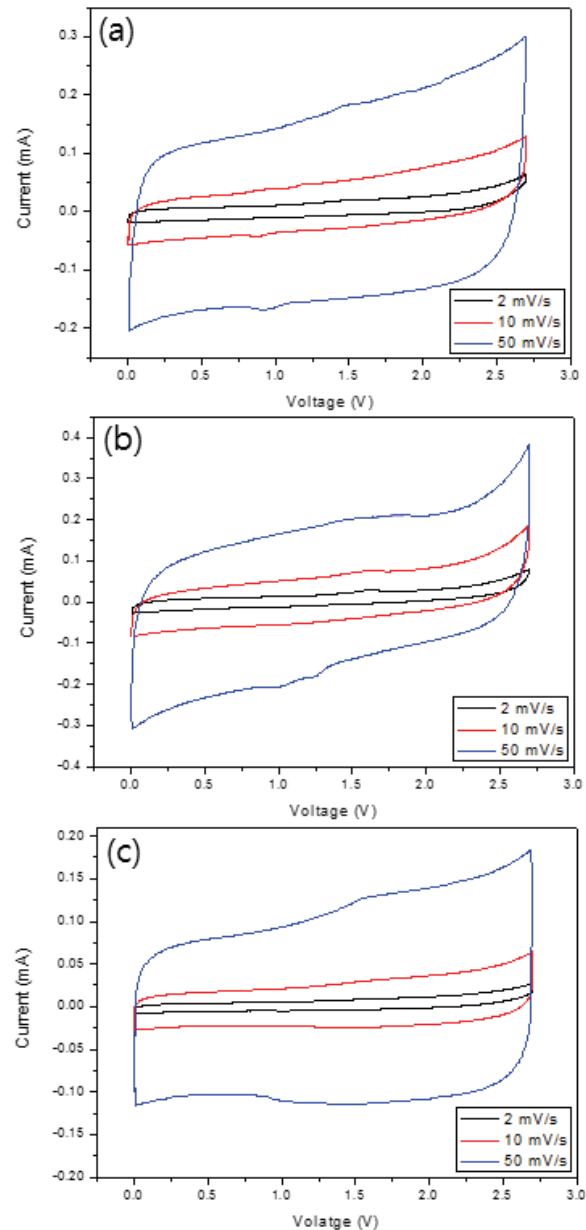 (a)
0.3
0.2
0.1
0.0
-0.1
-0.2
Current (mA)
2 mV/s
10 mV/s
50 mV/s
0.0 0.5 1.0 1.5 2.0 2.5 3.0
Voltage (V)
(b)
0.4
0.3
0.2
0.1
0.0
-0.1
-0.2
-0.3
-0.4
Current (mA)
2 mV/s
10 mV/s
50 mV/s
0.0 0.5 1.0 1.5 2.0 2.5 3.0
Voltage (V)
(c)
0.20
0.15
0.10
0.05
0.00
-0.05
-0.10
-0.15
-0.20
Current (mA)
2 mV/s
10 mV/s
50 mV/s
0.0 0.5 1.0 1.5 2.0 2.5 3.0
Volatge (V)